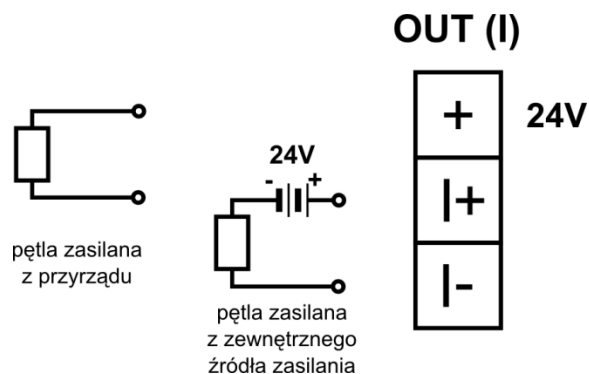 OUT (I)
+
24V
I+
I-
24V
- +
pętla zasilana
z przyrządu
pętla zasilana
z zewnętrznego
źródła zasilania